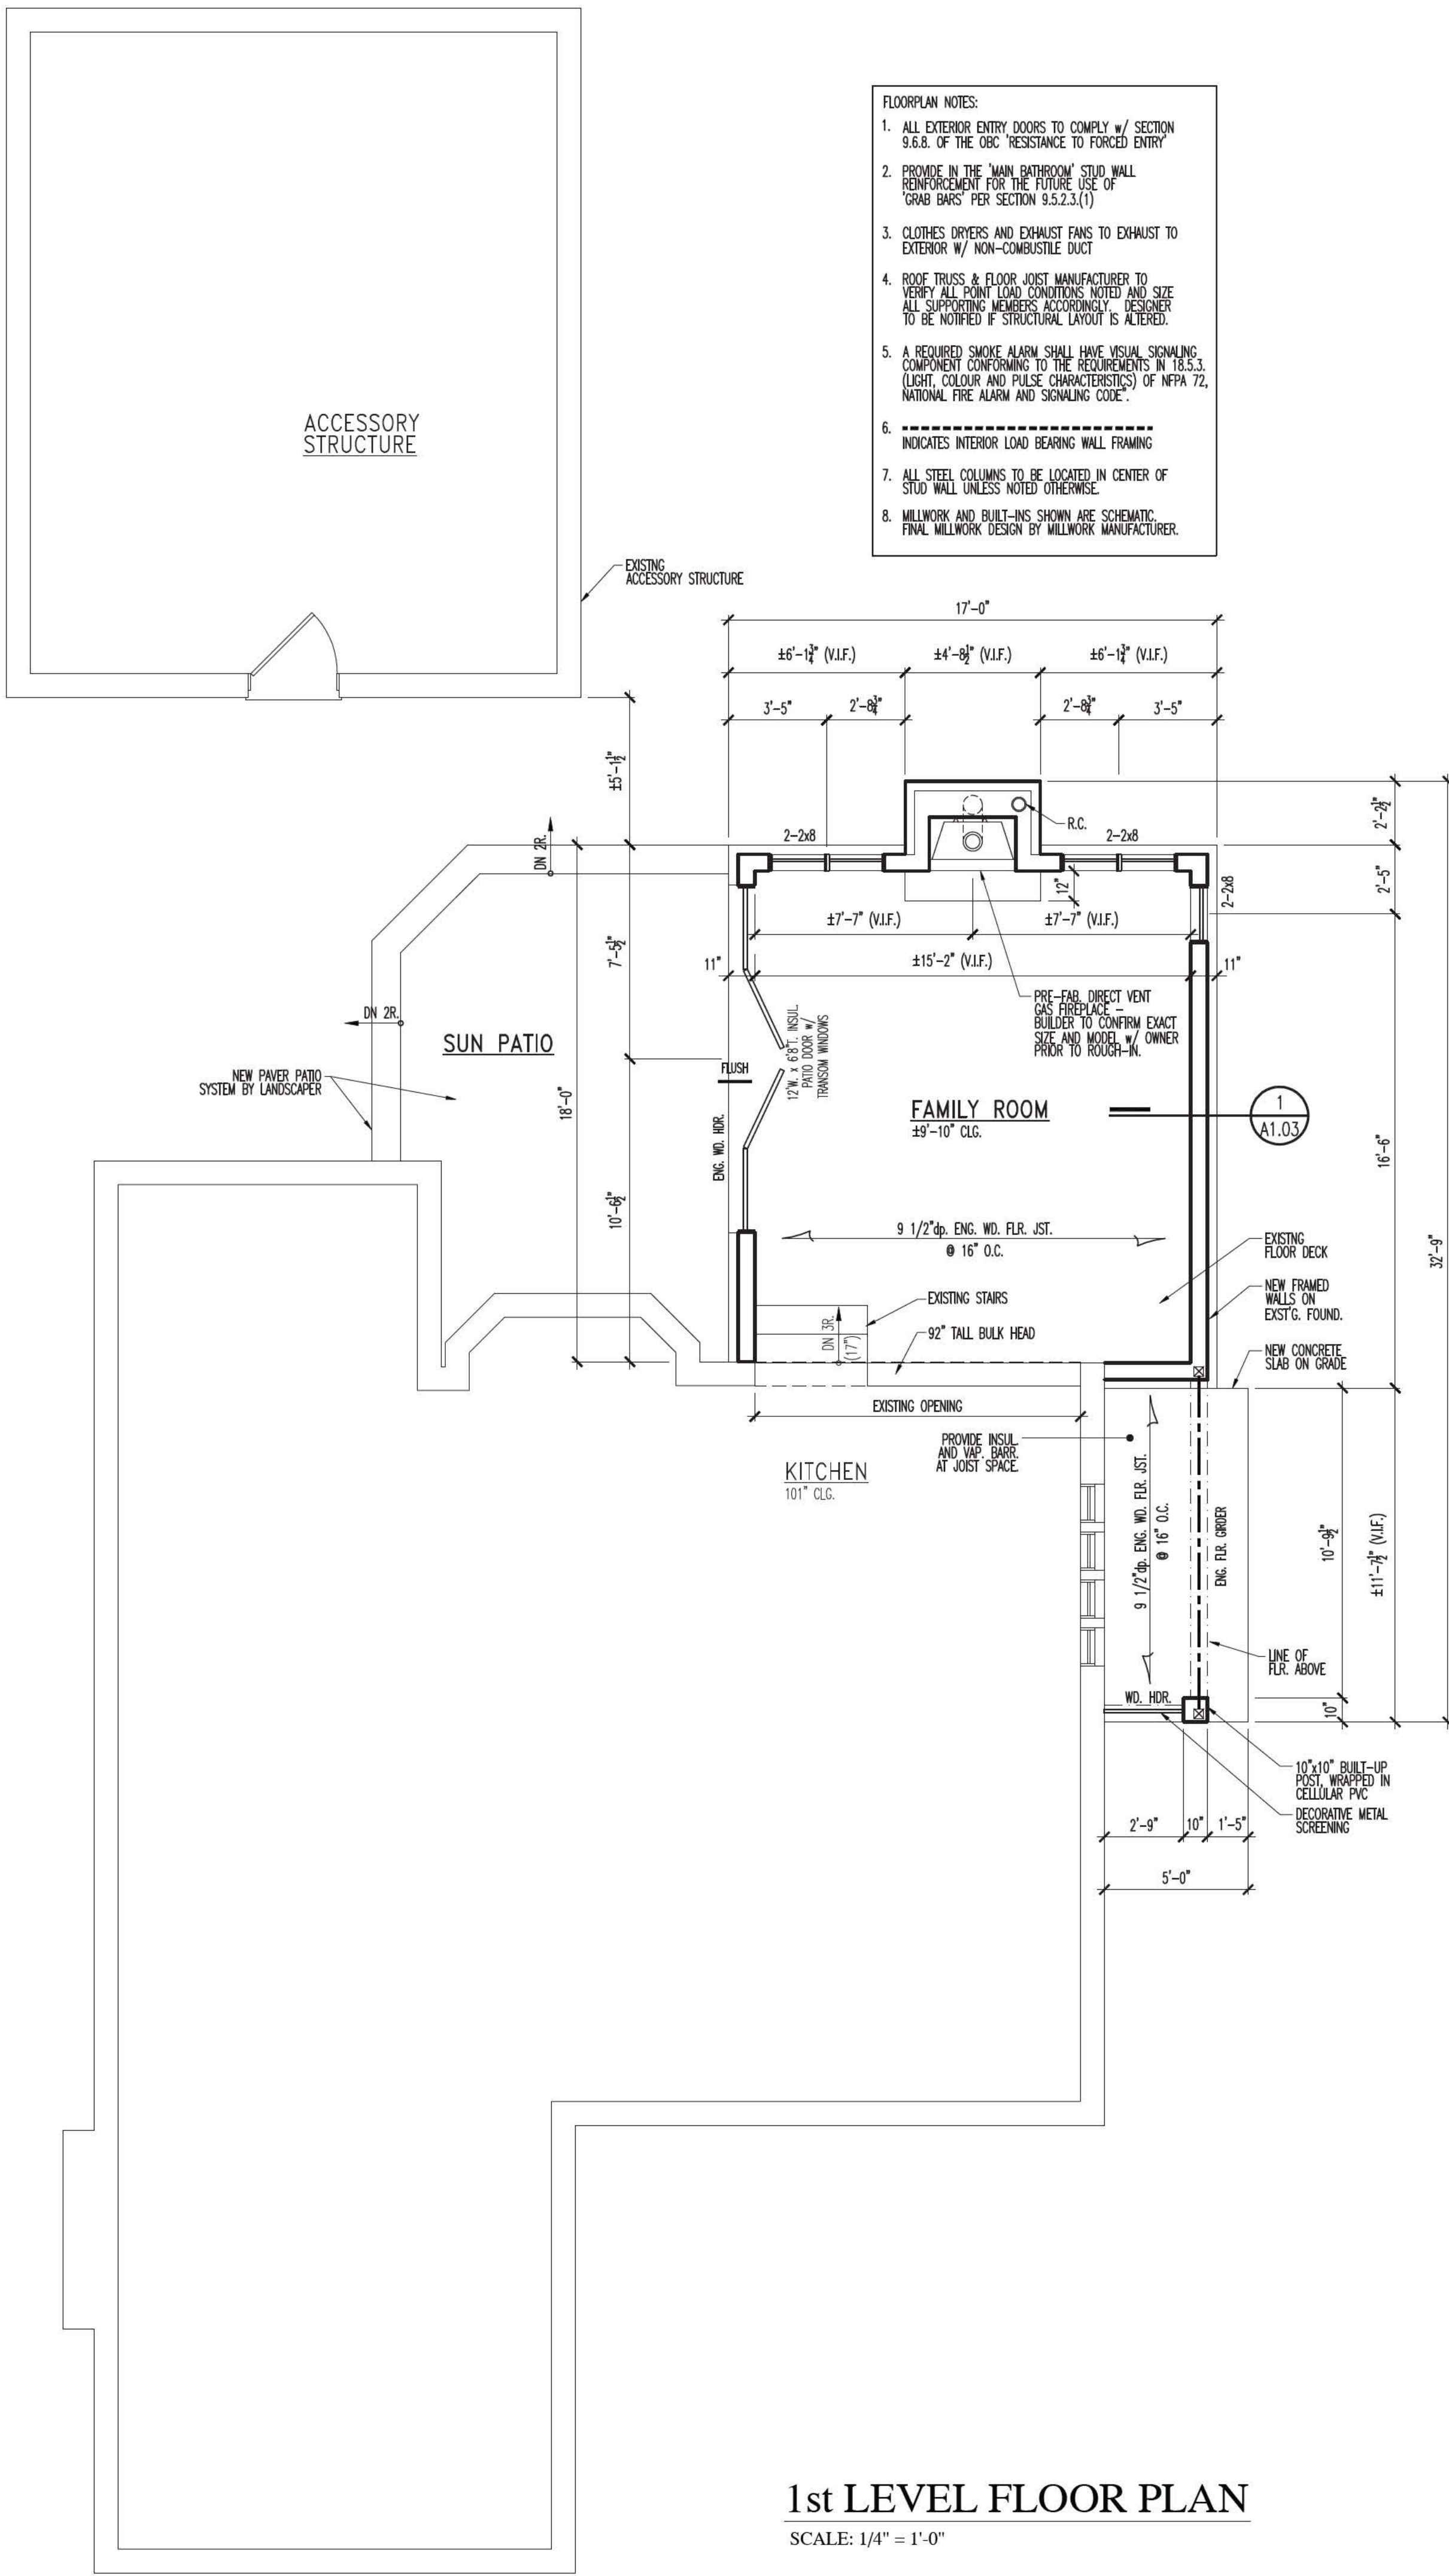 FLOORPLAN NOTES:
1. ALL EXTERIOR ENTRY DOORS TO COMPLY w/ SECTION
9.6.8. OF THE OBC 'RESISTANCE TO FORCED ENTRY'
2. PROVIDE IN THE 'MAIN BATHROOM' STUD WALL
REINFORCEMENT FOR THE FUTURE USE OF
'GRAB BARS' PER SECTION 9.5.2.3.(1)
3. CLOTHES DRYERS AND EXHAUST FANS TO EXHAUST TO
EXTERIOR W/ NON-COMBUSTILE DUCT
4. ROOF TRUSS & FLOOR JOIST MANUFACTURER TO
VERIFY ALL POINT LOAD CONDITIONS NOTED AND SIZE
ALL SUPPORTING MEMBERS ACCORDINGLY. DESIGNER
TO BE NOTIFIED IF STRUCTURAL LAYOUT IS ALTERED.
5. A REQUIRED SMOKE ALARM SHALL HAVE VISUAL SIGNALING
COMPONENT CONFORMING TO THE REQUIREMENTS IN 18.5.3.
(LIGHT, COLOUR AND PULSE CHARACTERISTICS) OF NFPA 72,
NATIONAL FIRE ALARM AND SIGNALING CODE".
6.
INDICATES INTERIOR LOAD BEARING WALL FRAMING
7. ALL STEEL COLUMNS TO BE LOCATED IN CENTER OF
STUD WALL UNLESS NOTED OTHERWISE.
8. MILLWORK AND BUILT-INS SHOWN ARE SCHEMATIC.
FINAL MILLWORK DESIGN BY MILLWORK MANUFACTURER.
ACCESSORY
STRUCTURE
EXISTNG
ACCESSORY STRUCTURE
17'-0"
±6'-1¾" (V.I.F.)
±4'-8½" (V.I.F.)
±6'-1¾" (V.I.F.)
3'-5"
2'-8¾"
2'-8¾"
3'-5"
±5'-1½"
2'-2½"
R.C.
2-2x8
2-2x8
DN 2R.
12"
2-2x8
2'-5"
±7'-7" (V.I.F.)
±7'-7" (V.I.F.)
7'-5½"
11"
±15'-2" (V.I.F.)
11"
DN 2R.
SUN PATIO
PRE-FAB. DIRECT VENT
GAS FIREPLACE -
BUILDER TO CONFIRM EXACT
SIZE AND MODEL w/ OWNER
PRIOR TO ROUGH-IN.
12'W. x 6'8"T. INSUL.
PATIO DOOR w/
TRANSOM WINDOWS
FLUSH
NEW PAVER PATIO
SYSTEM BY LANDSCAPER
18'-0"
ENG. WD. HDR.
FAMILY ROOM
±9'-10" CLG.
1
A1.03
16'-6"
10'-6½"
9 1/2"dp. ENG. WD. FLR. JST.
@ 16" O.C.
EXISTNG
FLOOR DECK
32'-9"
EXISTING STAIRS
NEW FRAMED
WALLS ON
EXST'G. FOUND.
DN 3R.
(17")
92" TALL BULK HEAD
NEW CONCRETE
SLAB ON GRADE
EXISTING OPENING
PROVIDE INSUL.
AND VAP. BARR.
AT JOIST SPACE.
KITCHEN
101" CLG.
9 1/2"dp. ENG. WD. FLR. JST.
@ 16" O.C.
ENG. FLR. GIRDER
10'-9½"
±11'-7½" (V.I.F.)
LINE OF
FLR. ABOVE
WD. HDR.
10"
10"x10" BUILT-UP
POST, WRAPPED IN
CELLULAR PVC
DECORATIVE METAL
SCREENING
2'-9"
10"
1'-5"
5'-0"
1st LEVEL FLOOR PLAN
SCALE: 1/4" = 1'-0"